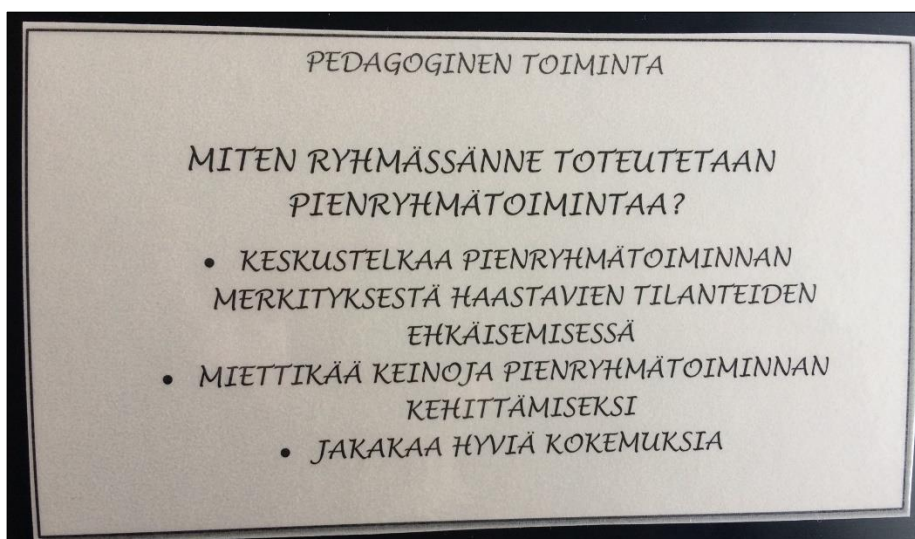 PEDAGOGINEN TOIMINTA
MITEN RYHMÄSSÄNNE TOTEUTETAAN
PIENRYHMÄTOIMINTAA?
• KESKUSTELKAA PIENRYHMÄTOIMINNAN
MERKITYKSESTÄ HAASTAVIEN TILANTEIDEN
EHKÄISEMISESSÄ
• MIETTIKÄÄ KEINOJA PIENRYHMÄTOIMINNAN
KEHITTÄMISEKSI
• JAKAKAA HYVIÄ KOKEMUKSIA